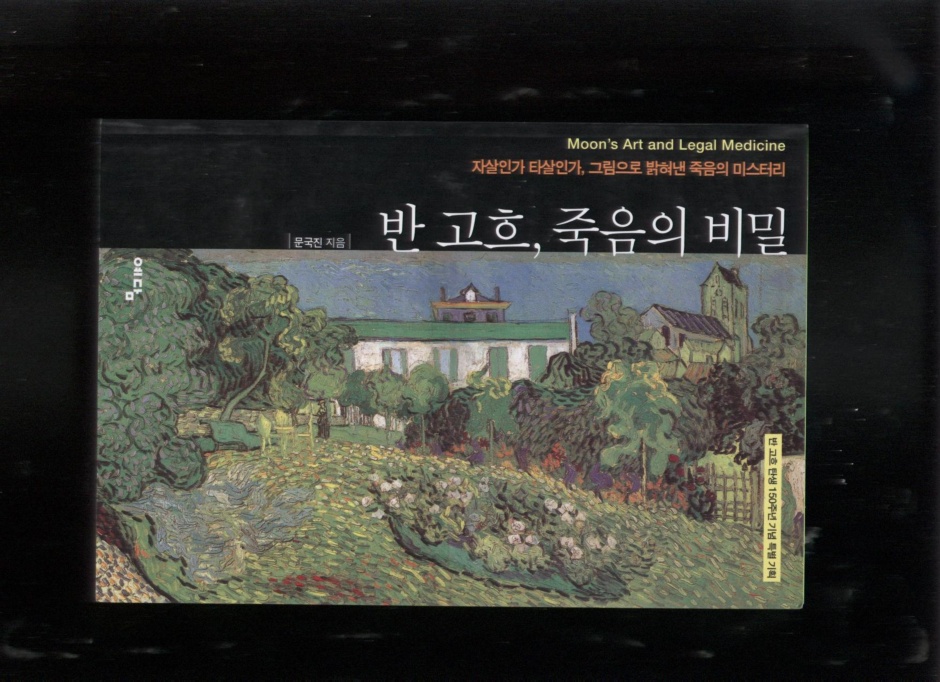 Moon's Art and Legal Medicine
자살인가 타살인가, 그림으로 밝혀낸 죽음의 미스터리
반 고흐, 죽음의 비밀
문국진 지음
예담
반 고흐 탄생 150주년 기념 특별 기획